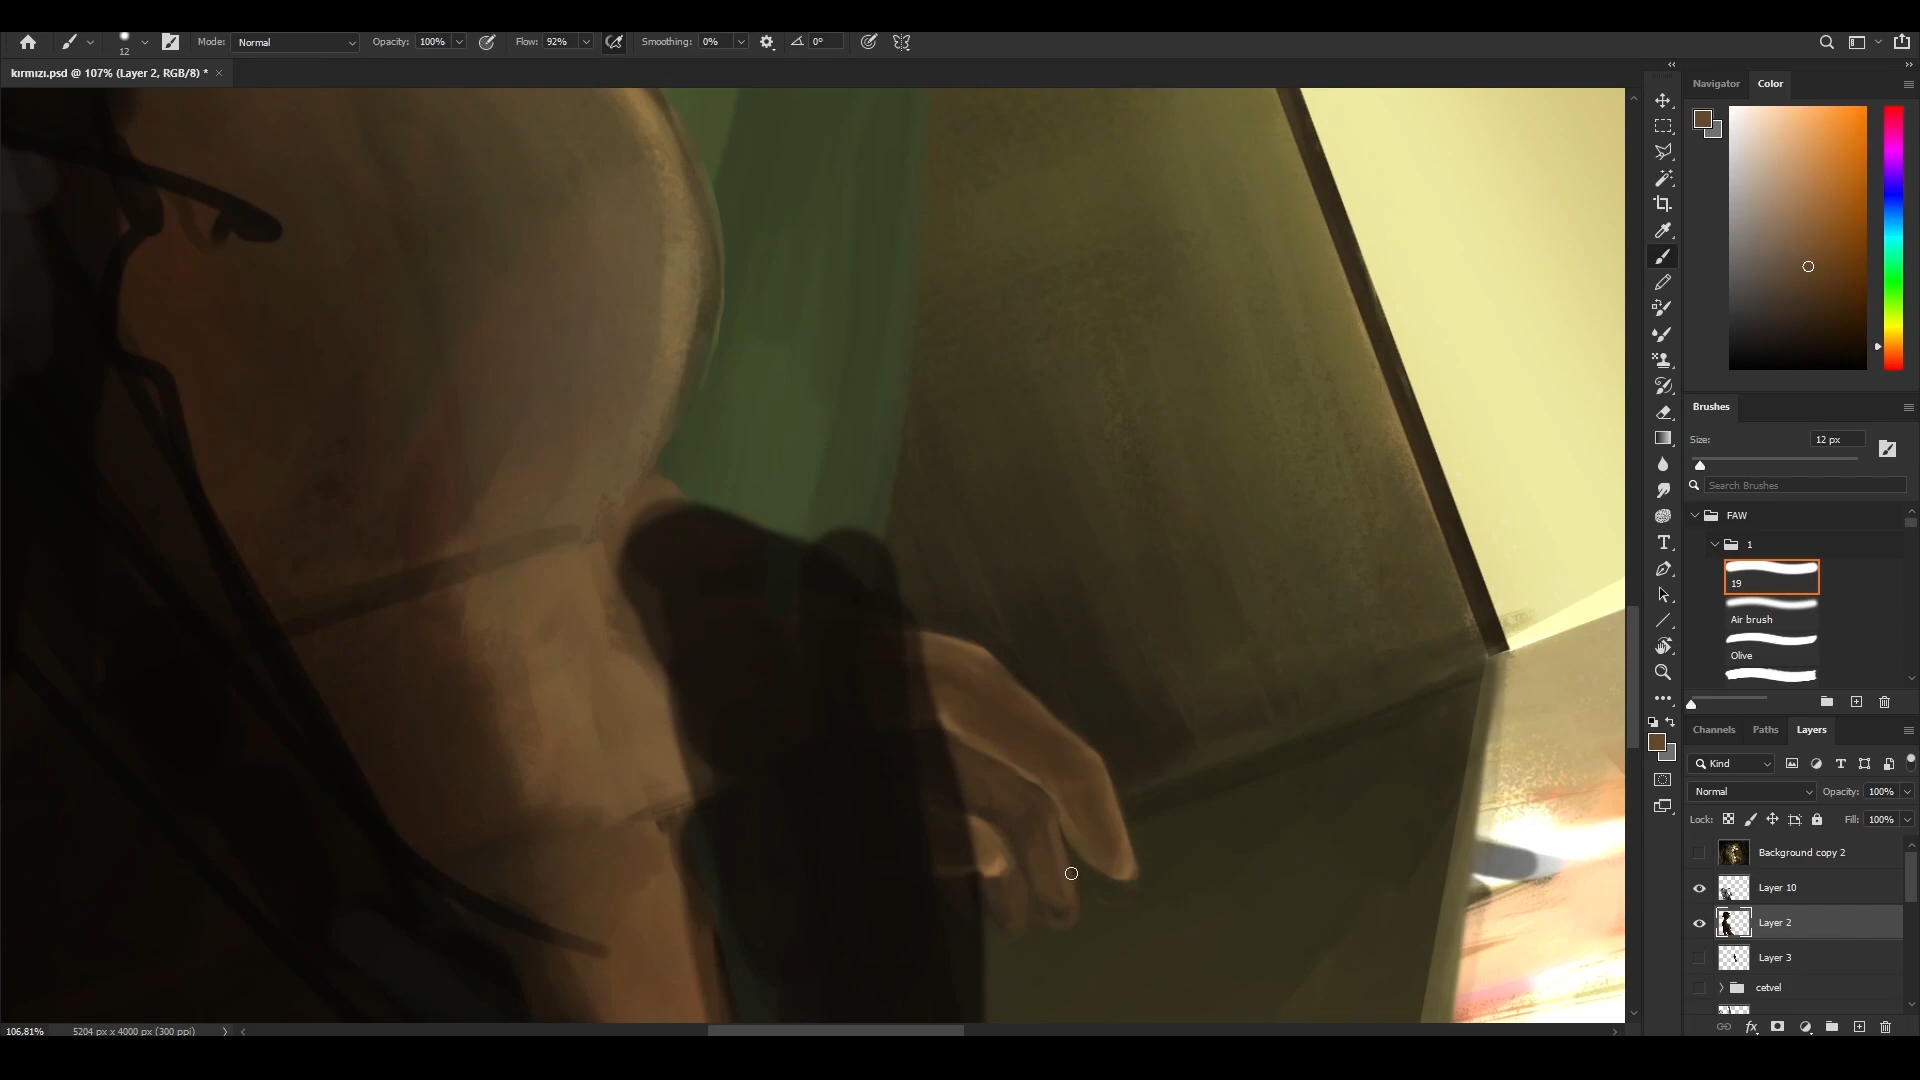 12
Mode: Normal Opacity: 100% Flow: 92% Smoothing: 0% 0°
kırmızı.psd @ 107% (Layer 2, RGB/8) *
Navigator Color
Brushes
Size: 12 px
Search Brushes
FAW
1
19
Air brush
Olive
Channels Paths Layers
Kind
Normal Opacity: 100%
Lock: Fill: 100%
Background copy 2
Layer 10
Layer 2
Layer 3
cetvel
fx
106,81% 5204 px x 4000 px (300 ppi)